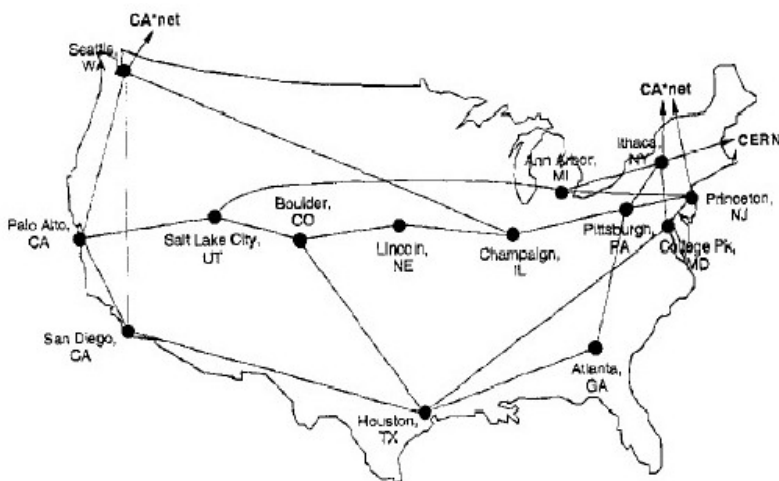 CA*net
Seattle,
WA
CA*net
Ithaca,
NY
CERN
Ann Arbor,
MI
Princeton,
NJ
Boulder,
CO
Palo Alto,
CA
Salt Lake City,
UT
Lincoln,
NE
Champaign,
IL
Pittsburgh,
PA
College Pk,
MD
San Diego,
CA
Atlanta,
GA
Houston,
TX